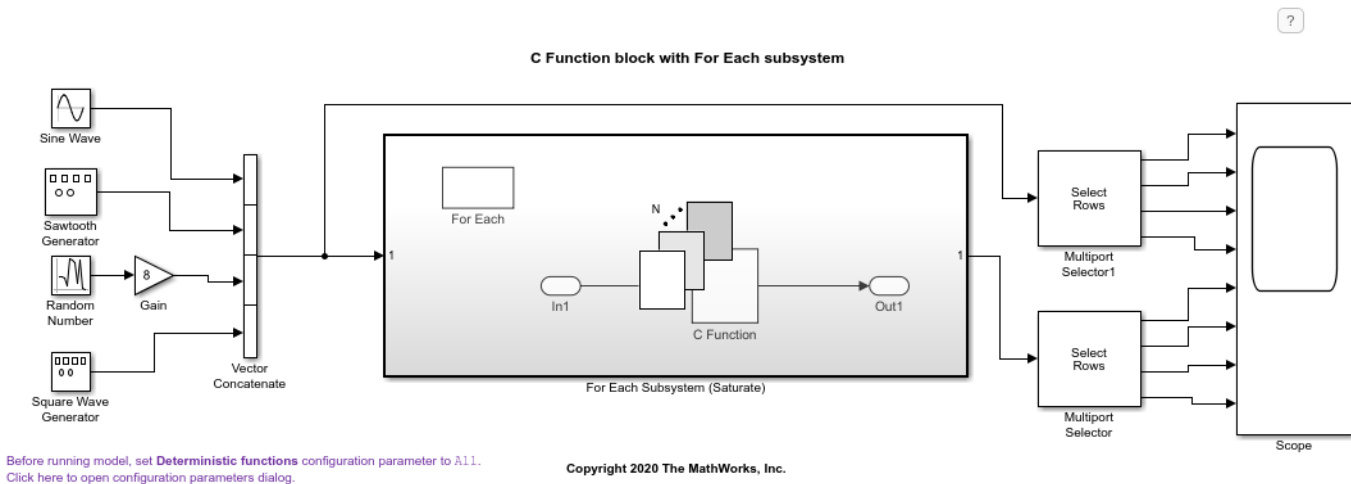 ?
C Function block with For Each subsystem
Sine Wave
Sawtooth
Generator
Random
Number
8
Gain
Square Wave
Generator
Vector
Concatenate
1
For Each
N
In1
C Function
Out1
1
For Each Subsystem (Saturate)
Select
Rows
Multiport
Selector1
Select
Rows
Multiport
Selector
Scope
Before running model, set Deterministic functions configuration parameter to All.
Click here to open configuration parameters dialog.
Copyright 2020 The MathWorks, Inc.